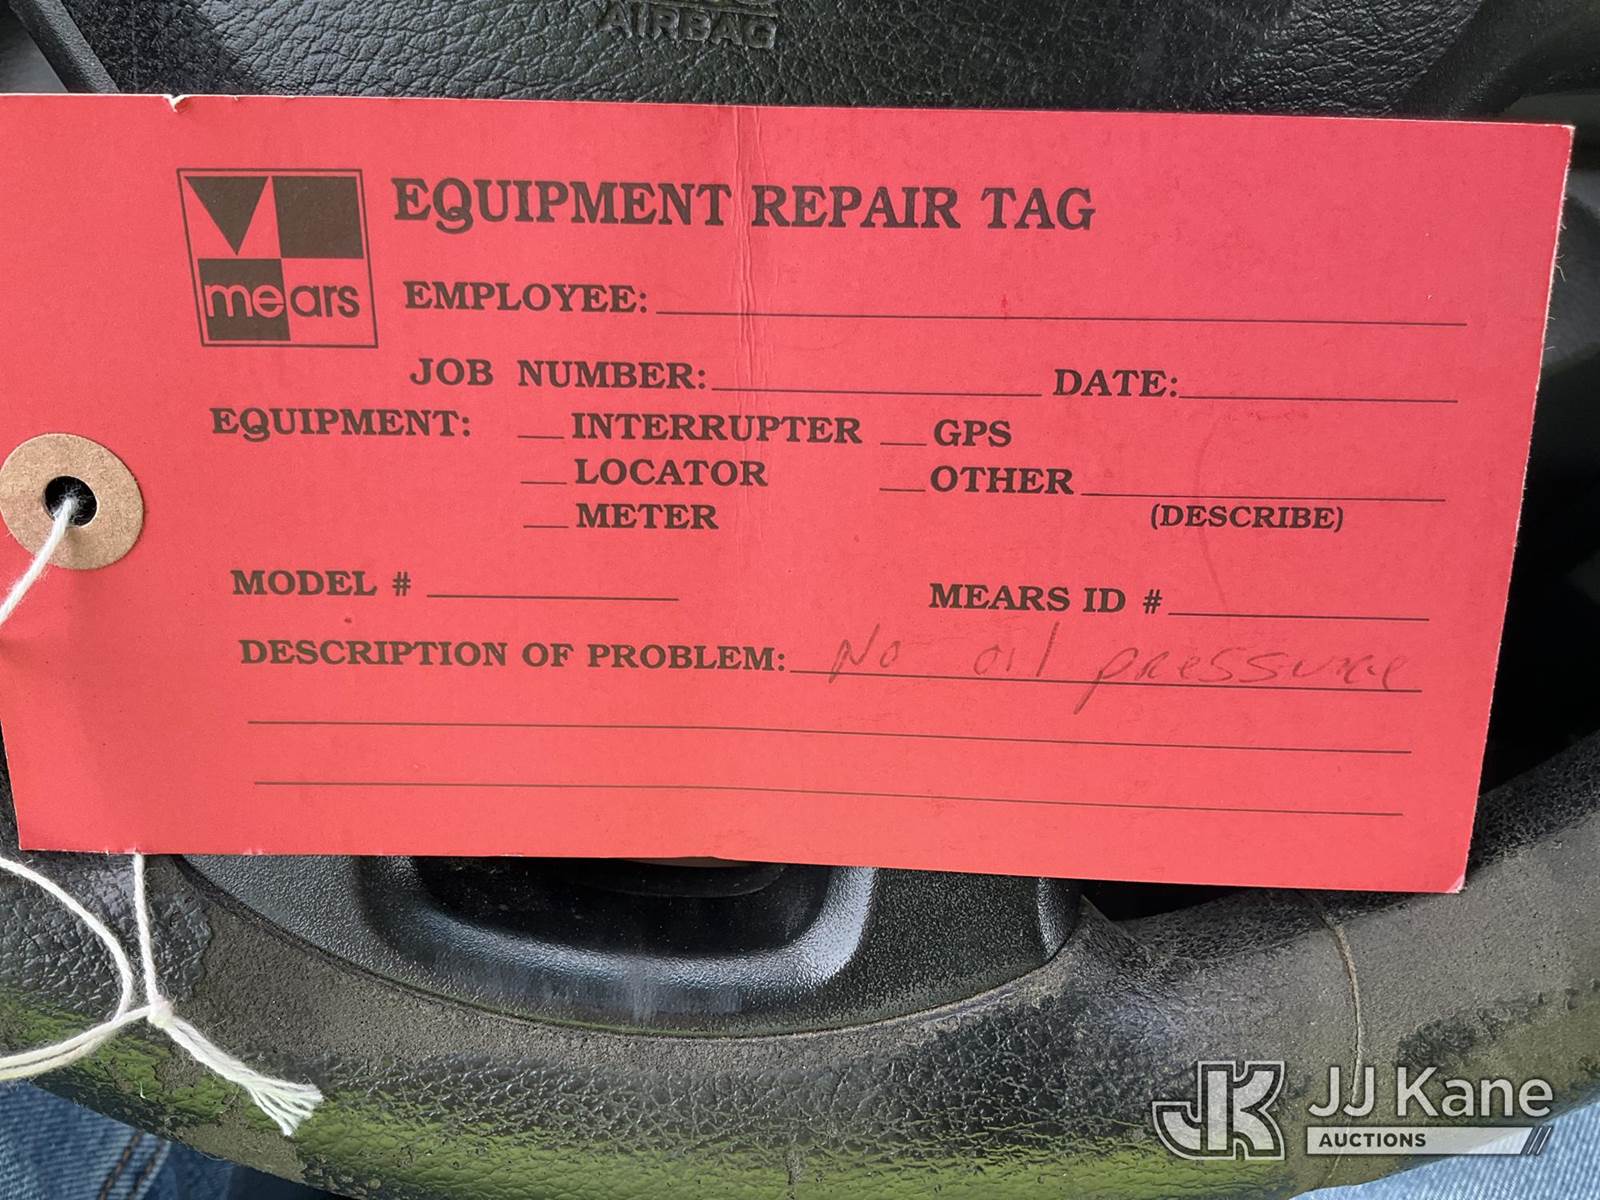 AIRBAG
mears
EQUIPMENT REPAIR TAG
EMPLOYEE:
JOB NUMBER: DATE:
EQUIPMENT: INTERRUPTER GPS
LOCATOR OTHER
METER (DESCRIBE)
MODEL # MEARS ID #
DESCRIPTION OF PROBLEM: No oil pressure
JK JJ Kane
AUCTIONS